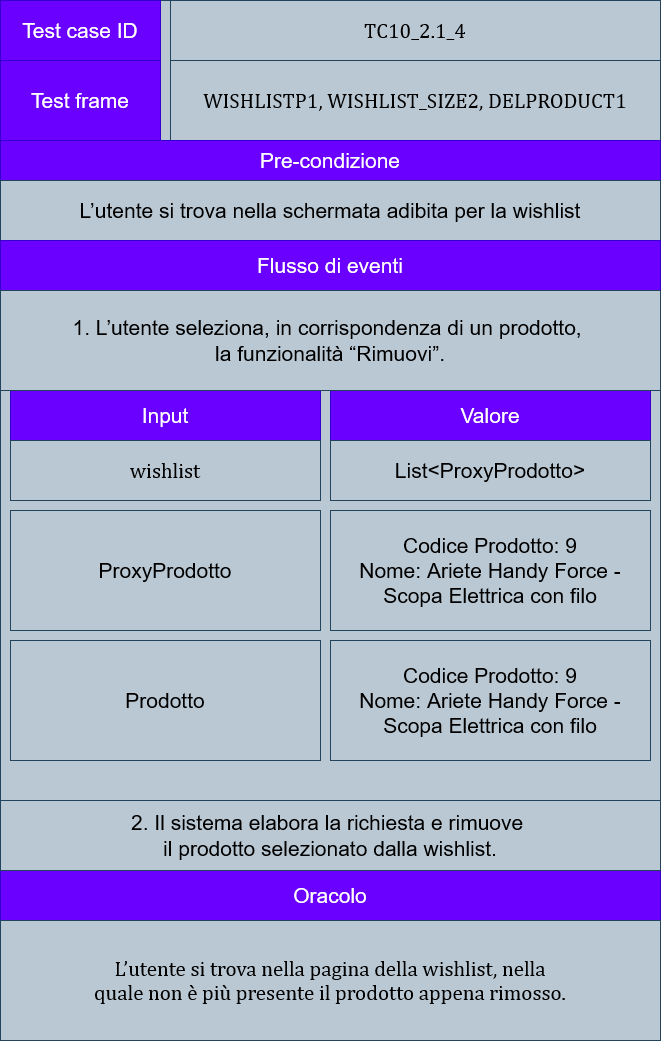 Test case ID
TC10_2.1_4
Test frame
WISHLISTP1, WISHLIST_SIZE2, DELPRODUCT1
Pre-condizione
L’utente si trova nella schermata adibita per la wishlist
Flusso di eventi
1. L’utente seleziona, in corrispondenza di un prodotto,
la funzionalità “Rimuovi”.
Input
Valore
wishlist
List<ProxyProdotto>
ProxyProdotto
Codice Prodotto: 9
Nome: Ariete Handy Force -
Scopa Elettrica con filo
Prodotto
Codice Prodotto: 9
Nome: Ariete Handy Force -
Scopa Elettrica con filo
2. Il sistema elabora la richiesta e rimuove
il prodotto selezionato dalla wishlist.
Oracolo
L’utente si trova nella pagina della wishlist, nella
quale non è più presente il prodotto appena rimosso.